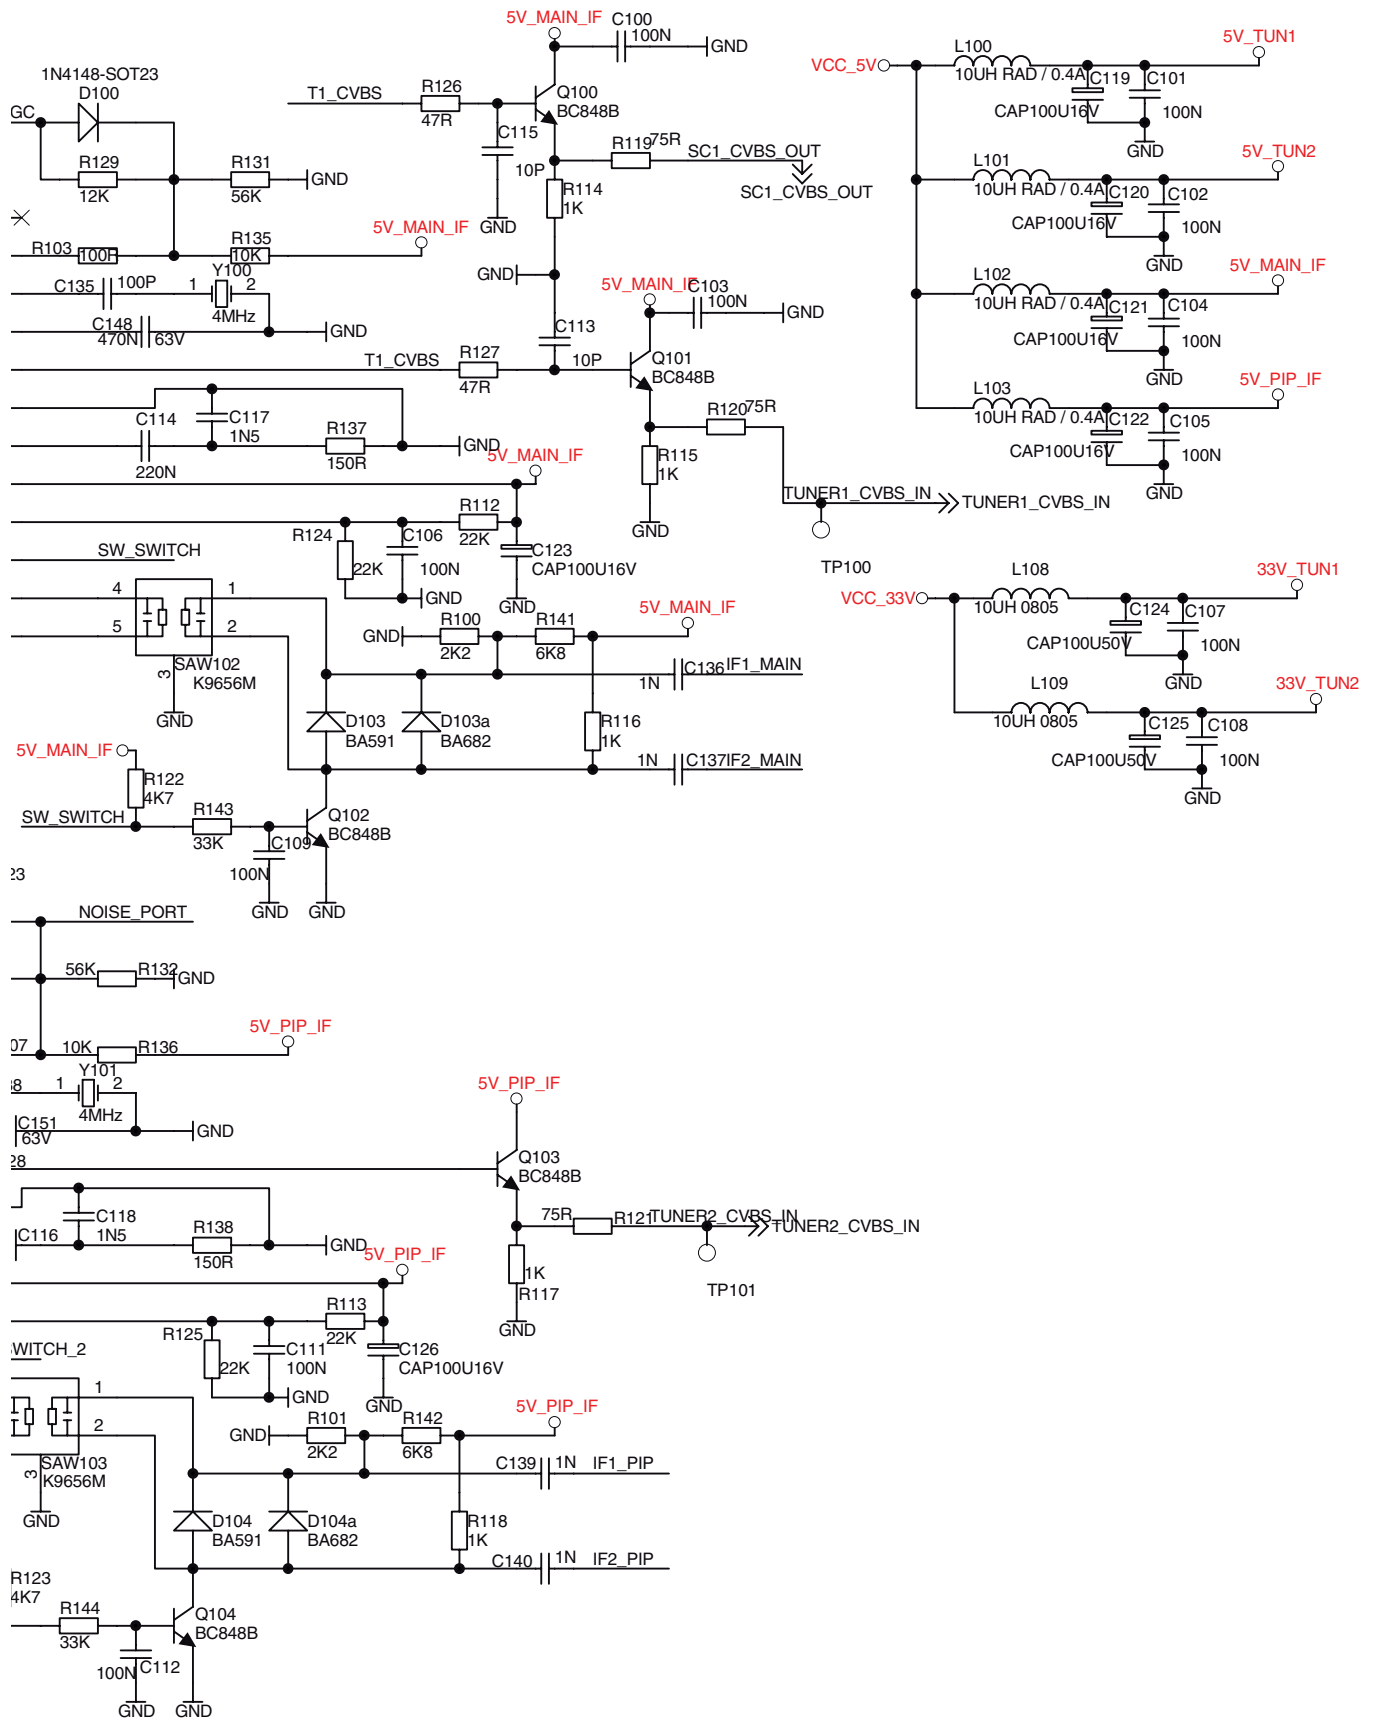 5V_MAIN_IF
C100
100N
GND
1N4148-SOT23
D100
GC
T1_CVBS
R126
47R
Q100
BC848B
C115
10P
R119
75R
SC1_CVBS_OUT
SC1_CVBS_OUT
R129
12K
R131
56K
GND
R114
1K
GND
5V_MAIN_IF
R103
100R
R135
10K
GND
C135
100P
1
Y100
2
4MHz
C148
470N
63V
GND
5V_MAIN_IF
C103
100N
GND
C113
10P
T1_CVBS
R127
47R
Q101
BC848B
R120
75R
C114
220N
C117
1N5
R137
150R
GND
5V_MAIN_IF
R115
1K
GND
TUNER1_CVBS_IN
TUNER1_CVBS_IN
TP100
R112
22K
R124
22K
C106
100N
GND
C123
CAP100U16V
GND
SW_SWITCH
4
5
1
2
3
SAW102
K9656M
GND
GND
R100
2K2
R141
6K8
5V_MAIN_IF
1N
C136
IF1_MAIN
D103
BA591
D103a
BA682
R116
1K
1N
C137
IF2_MAIN
5V_MAIN_IF
R122
4K7
SW_SWITCH
R143
33K
C109
100N
Q102
BC848B
GND
GND
23
NOISE_PORT
56K
R132
GND
5V_PIP_IF
07
10K
R136
38
1
Y101
2
4MHz
C151
63V
GND
28
5V_PIP_IF
Q103
BC848B
75R
R121
TUNER2_CVBS_IN
TUNER2_CVBS_IN
TP101
1K
R117
GND
C118
1N5
C116
R138
150R
GND
5V_PIP_IF
R113
22K
R125
22K
C111
100N
GND
C126
CAP100U16V
GND
WITCH_2
1
2
3
SAW103
K9656M
GND
GND
R101
2K2
R142
6K8
5V_PIP_IF
C139
1N
IF1_PIP
D104
BA591
D104a
BA682
R118
1K
C140
1N
IF2_PIP
R123
4K7
R144
33K
Q104
BC848B
100N
C112
GND
GND
VCC_5V
L100
10UH RAD / 0.4A
C119
CAP100U16V
C101
100N
GND
5V_TUN1
L101
10UH RAD / 0.4A
C120
CAP100U16V
C102
100N
GND
5V_TUN2
L102
10UH RAD / 0.4A
C121
CAP100U16V
C104
100N
GND
5V_MAIN_IF
L103
10UH RAD / 0.4A
C122
CAP100U16V
C105
100N
GND
5V_PIP_IF
VCC_33V
L108
10UH 0805
C124
CAP100U50V
C107
100N
GND
33V_TUN1
L109
10UH 0805
C125
CAP100U50V
C108
100N
GND
33V_TUN2